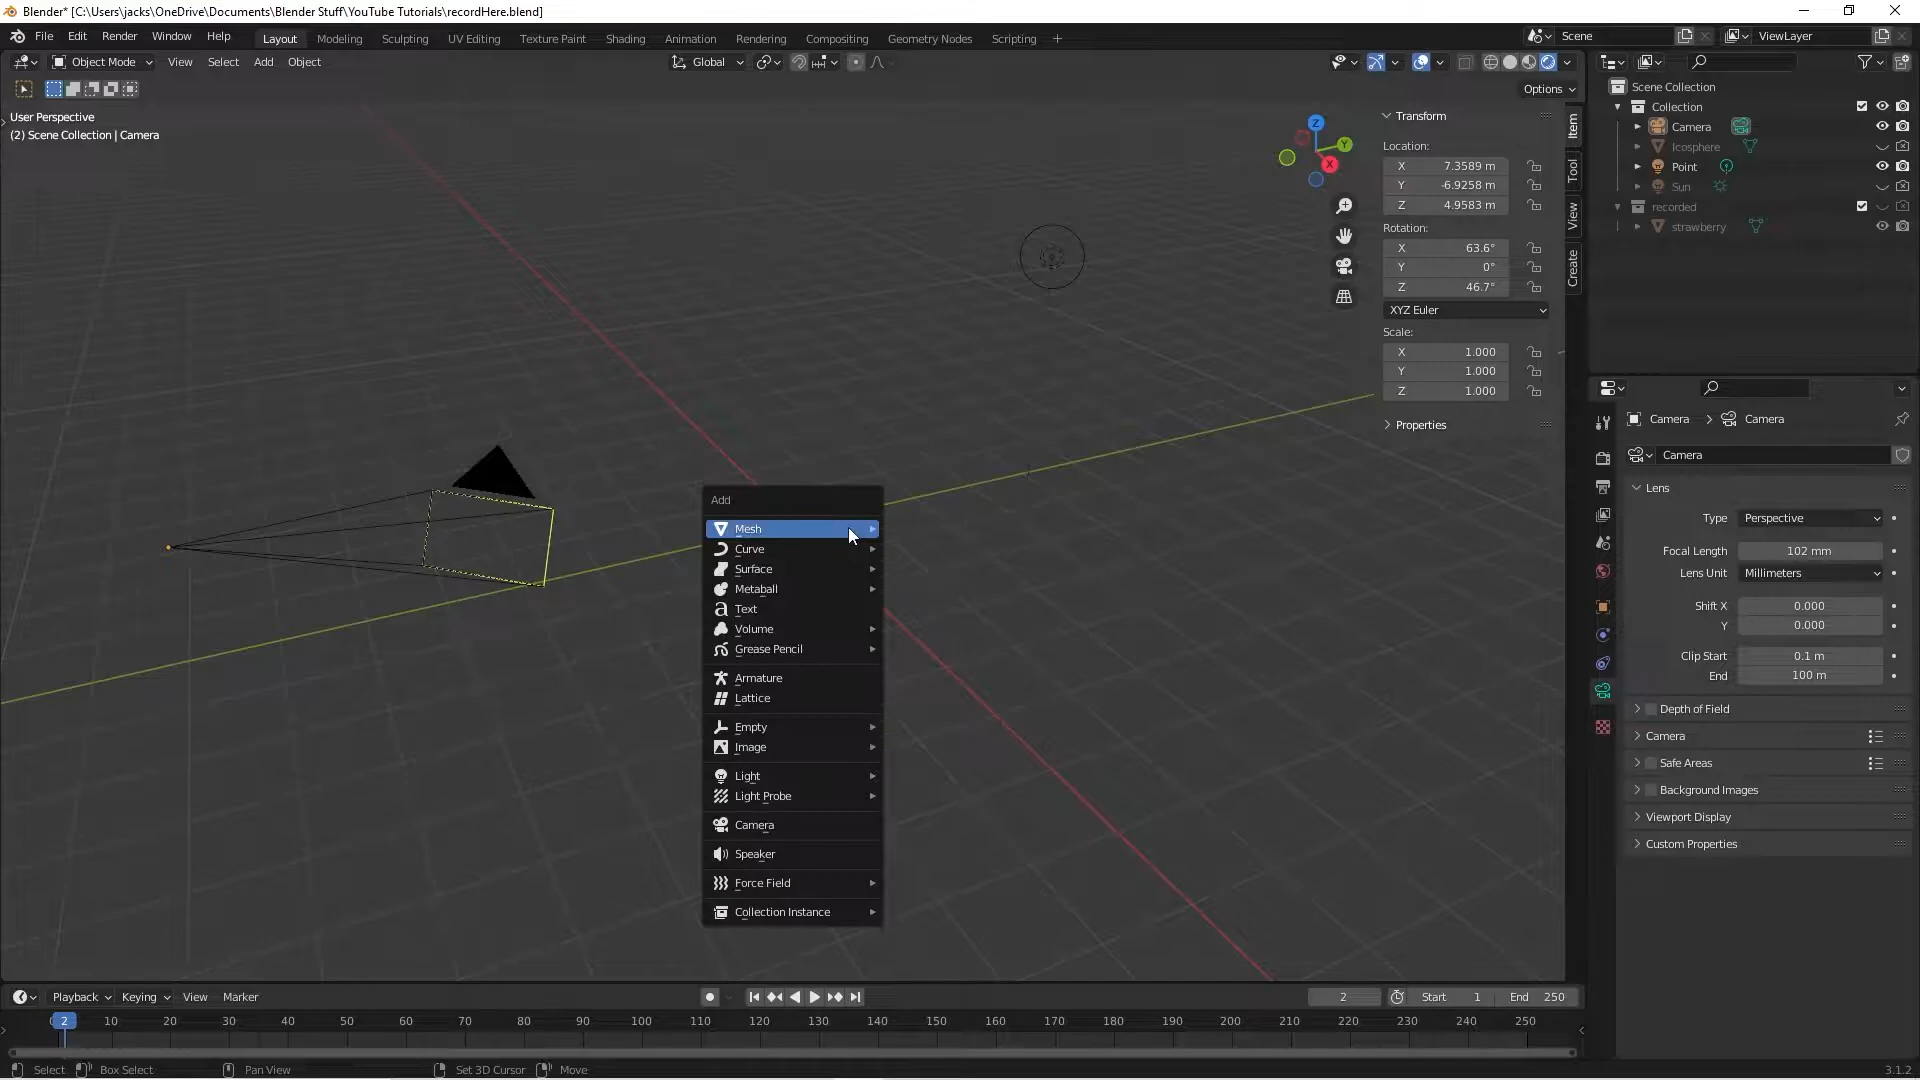 Blender* [C:\Users\jacks\OneDrive\Documents\Blender Stuff\YouTube Tutorials\recordHere.blend]
File Edit Render Window Help Layout Modeling Sculpting UV Editing Texture Paint Shading Animation Rendering Compositing Geometry Nodes Scripting + Scene ViewLayer
Object Mode View Select Add Object Global
Options
User Perspective
(2) Scene Collection | Camera
Z
Y
X
Transform
Location:
X 7.3589 m
Y -6.9258 m
Z 4.9583 m
Rotation:
X 63.6°
Y 0°
Z 46.7°
XYZ Euler
Scale:
X 1.000
Y 1.000
Z 1.000
Properties
Item
Tool
View
Create
Scene Collection
Collection
Camera
Icosphere
Point
Sun
recorded
strawberry
Camera > Camera
Camera
Lens
Type Perspective
Focal Length 102 mm
Lens Unit Millimeters
Shift X 0.000
Y 0.000
Clip Start 0.1 m
End 100 m
Depth of Field
Camera
Safe Areas
Background Images
Viewport Display
Custom Properties
Add
Mesh
Curve
Surface
Metaball
Text
Volume
Grease Pencil
Armature
Lattice
Empty
Image
Light
Light Probe
Camera
Speaker
Force Field
Collection Instance
Playback Keying View Marker 2 Start 1 End 250
2 10 20 30 40 50 60 70 80 90 100 110 120 130 140 150 160 170 180 190 200 210 220 230 240 250
Select Box Select Pan View Set 3D Cursor Move 3.1.2